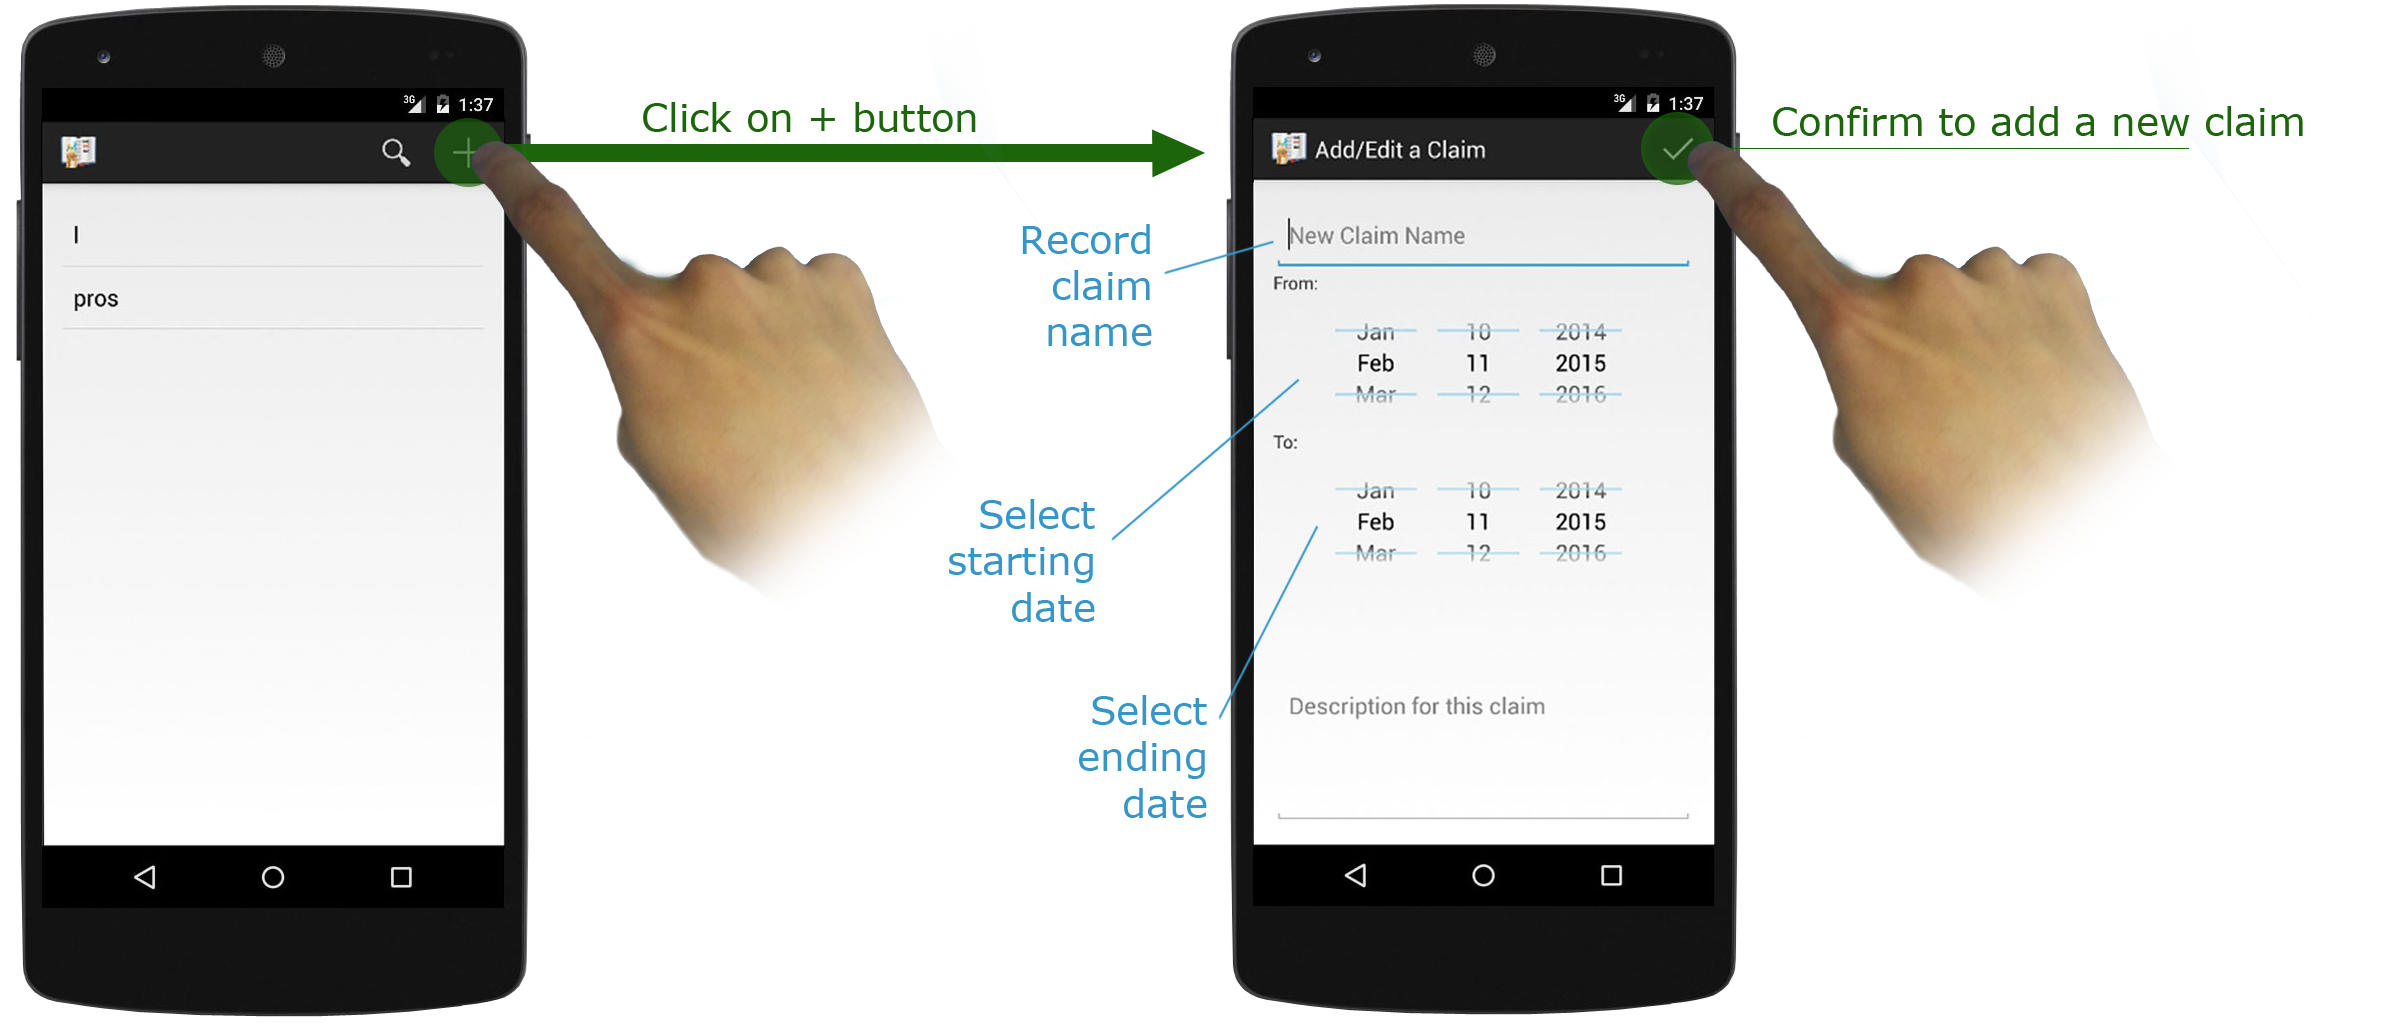 3G 1:37
l
pros
Click on + button
3G 1:37
Add/Edit a Claim
Confirm to add a new claim
Record
claim
name
New Claim Name
From:
Jan 10 2014
Feb 11 2015
Mar 12 2016
Select
starting
date
To:
Jan 10 2014
Feb 11 2015
Mar 12 2016
Select
ending
date
Description for this claim